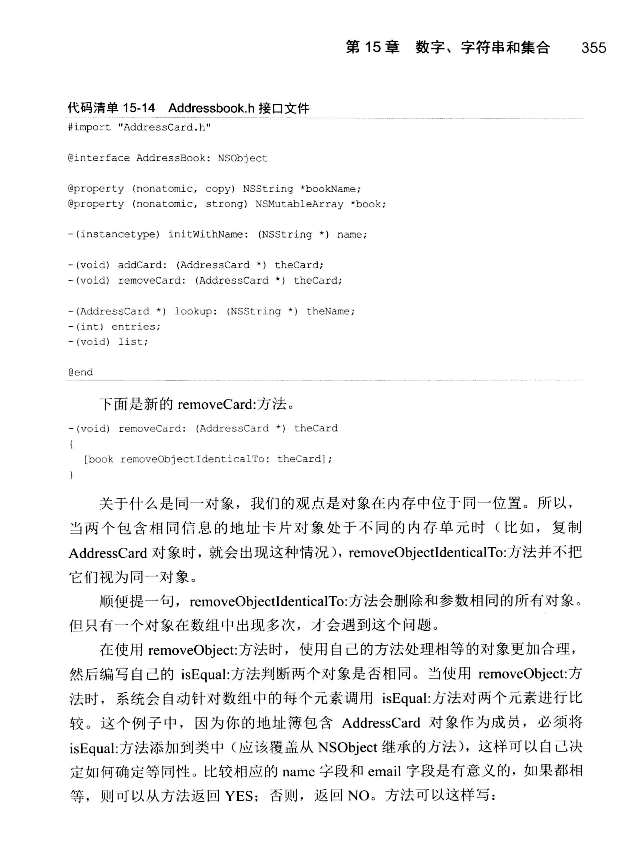 第 15 章 数字、字符串和集合 355
代码清单 15-14 Addressbook.h 接口文件
#import "AddressCard.h"
@interface AddressBook: NSObject
@property (nonatomic, copy) NSString *bookName;
@property (nonatomic, strong) NSMutableArray *book;
-(instancetype) initWithName: (NSString *) name;
-(void) addCard: (AddressCard *) theCard;
-(void) removeCard: (AddressCard *) theCard;
-(AddressCard *) lookup: (NSString *) theName;
-(int) entries;
-(void) list;
@end
下面是新的 removeCard:方法。
-(void) removeCard: (AddressCard *) theCard
{
[book removeObjectIdenticalTo: theCard];
}
关于什么是同一对象，我们的观点是对象在内存中位于同一位置。所以，
当两个包含相同信息的地址卡片对象处于不同的内存单元时（比如，复制
AddressCard 对象时，就会出现这种情况），removeObjectIdenticalTo:方法并不把
它们视为同一对象。
顺便提一句，removeObjectIdenticalTo:方法会删除和参数相同的所有对象。
但只有一个对象在数组中出现多次，才会遇到这个问题。
在使用 removeObject:方法时，使用自己的方法处理相等的对象更加合理，
然后编写自己的 isEqual:方法判断两个对象是否相同。当使用 removeObject:方
法时，系统会自动针对数组中的每个元素调用 isEqual:方法对两个元素进行比
较。这个例子中，因为你的地址簿包含 AddressCard 对象作为成员，必须将
isEqual:方法添加到类中（应该覆盖从 NSObject 继承的方法），这样可以自己决
定如何确定等同性。比较相应的 name 字段和 email 字段是有意义的，如果都相
等，则可以从方法返回 YES；否则，返回 NO。方法可以这样写：